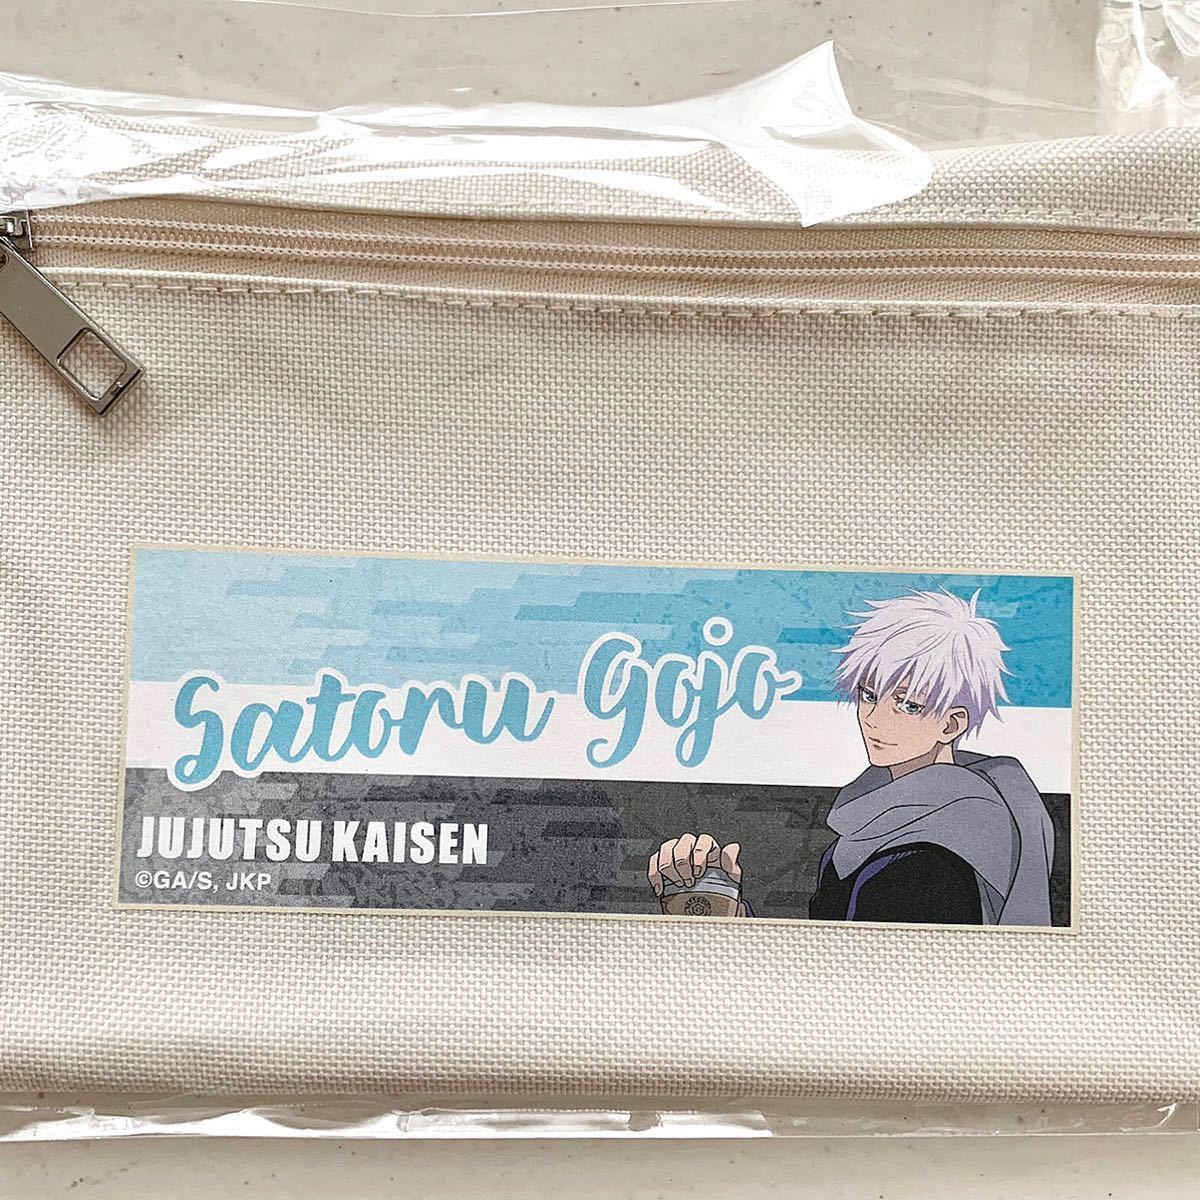 Satoru Gojo
JUJUTSU KAISEN
©GA/S, JKP